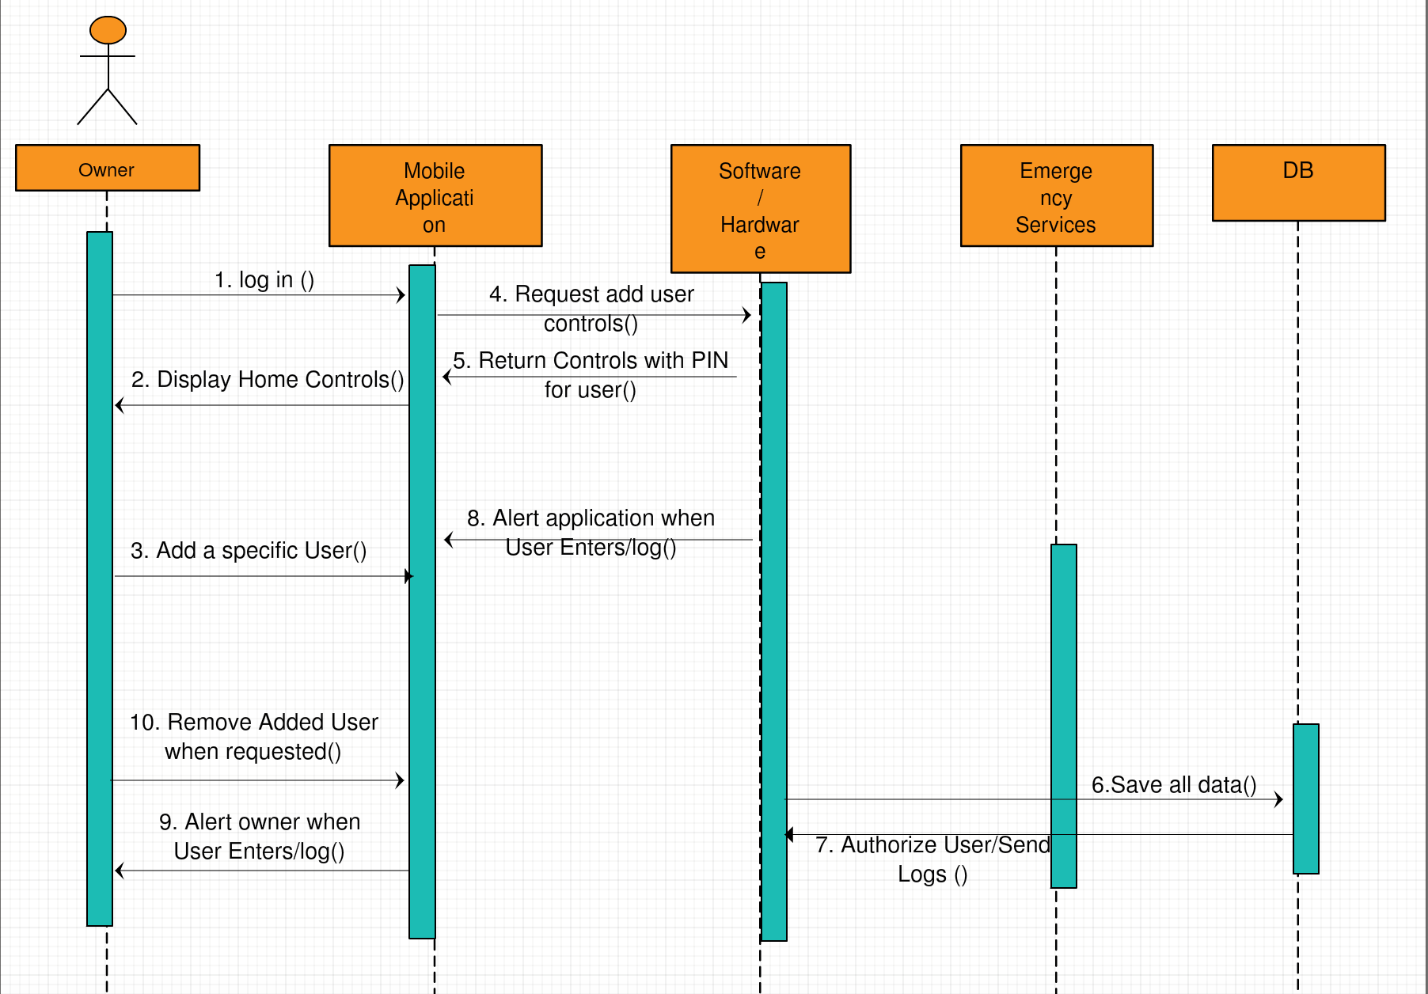 Owner
Mobile
Applicati
on
Software
/
Hardwar
e
Emerge
ncy
Services
DB
1. log in ()
4. Request add user
controls()
5. Return Controls with PIN
for user()
2. Display Home Controls()
8. Alert application when
User Enters/log()
3. Add a specific User()
10. Remove Added User
when requested()
6.Save all data()
9. Alert owner when
User Enters/log()
7. Authorize User/Send
Logs ()